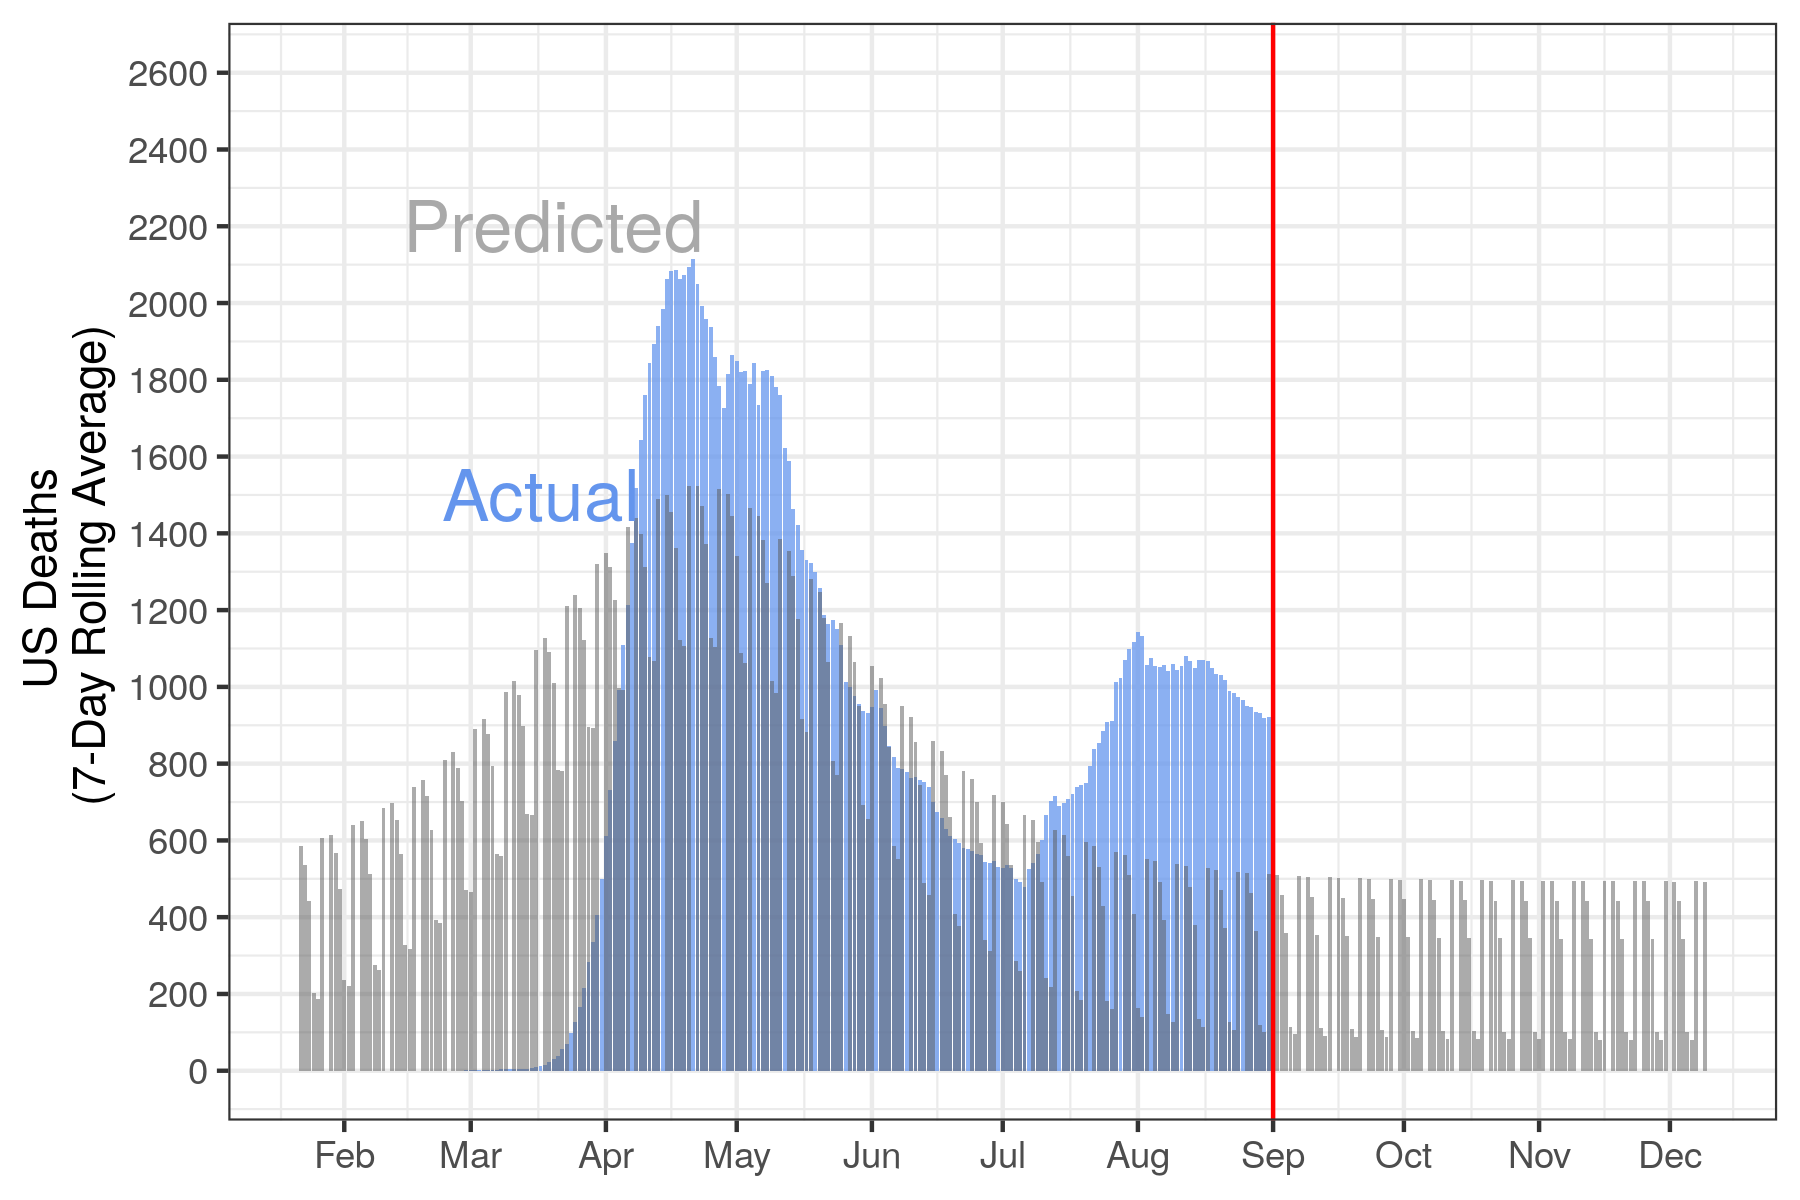 US Deaths
(7-Day Rolling Average)
2600
2400
2200
2000
1800
1600
1400
1200
1000
800
600
400
200
0
Predicted
Actual
Feb Mar Apr May Jun Jul Aug Sep Oct Nov Dec